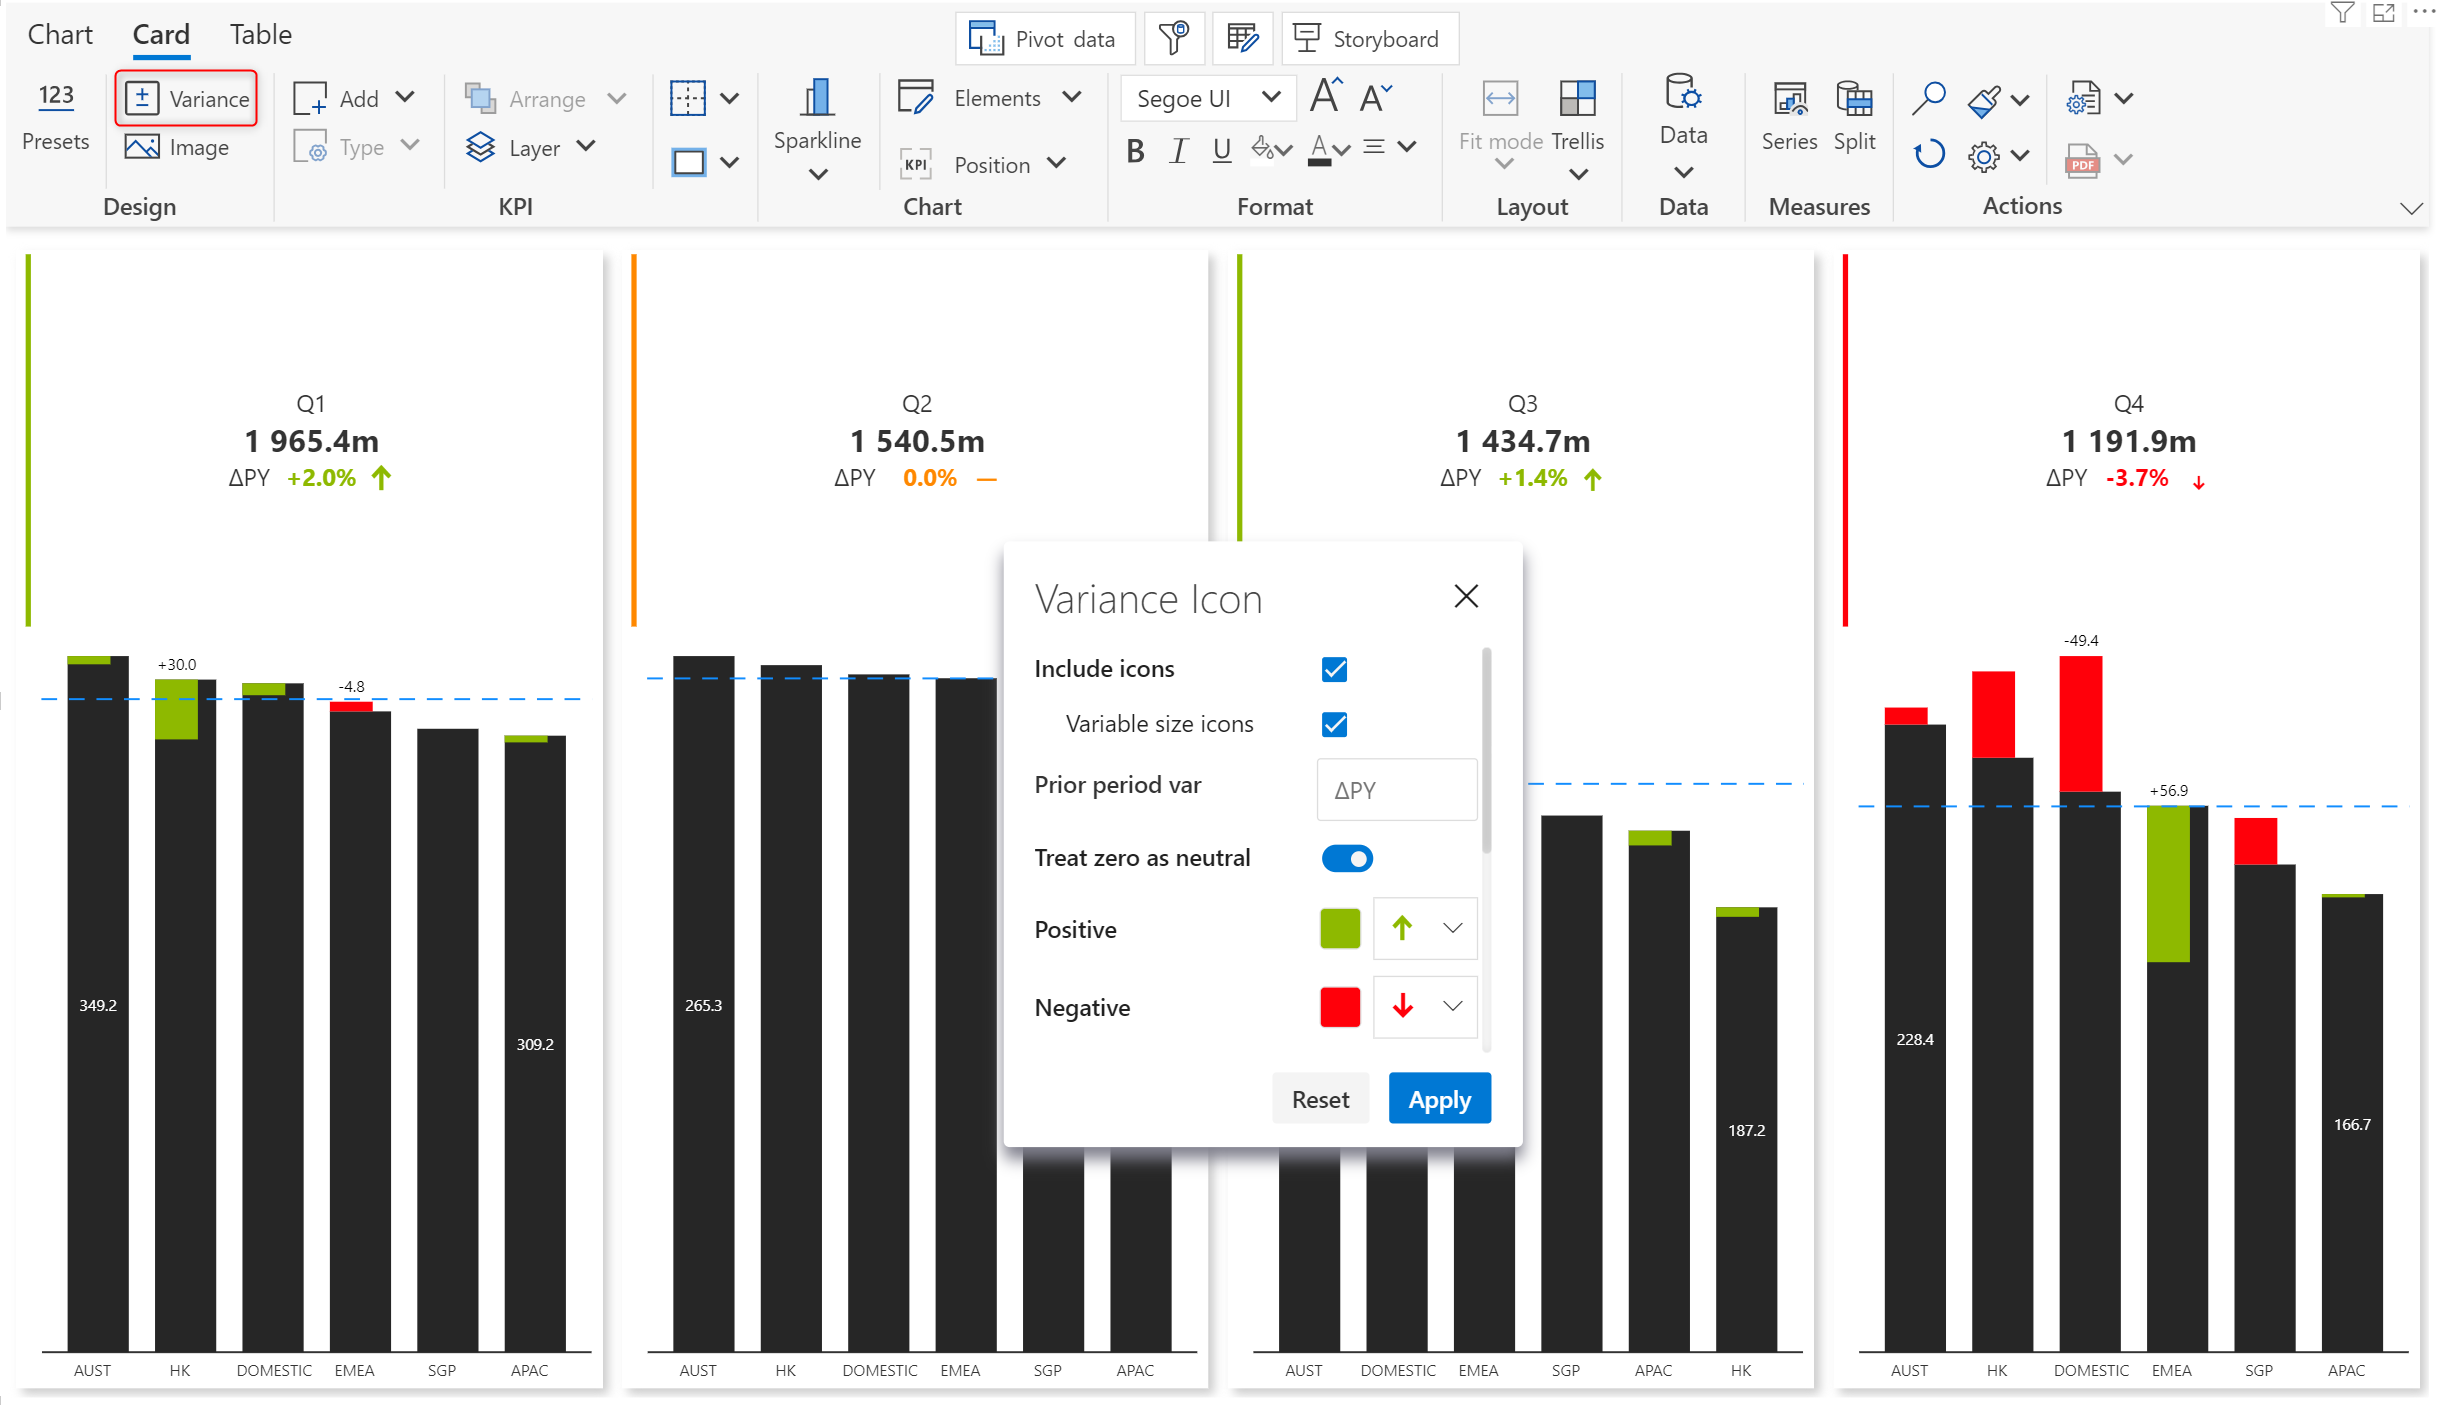 Chart Card Table
Pivot data
Storyboard
123
Presets
Variance
Image
Design
Add
Type
Arrange
Layer
KPI
Sparkline
Elements
KPI Position
Chart
Segoe UI
A A
B I U A
Format
Fit mode
Trellis
Layout
Data
Data
Series
Split
Measures
PDF
Actions
Q1
1 965.4m
ΔPY +2.0%
Q2
1 540.5m
ΔPY 0.0%
Q3
1 434.7m
ΔPY +1.4%
Q4
1 191.9m
ΔPY -3.7%
+30.0
-4.8
349.2
309.2
AUST HK DOMESTIC EMEA SGP APAC
265.3
AUST HK DOMESTIC EMEA SGP APAC
Variance Icon
Include icons
Variable size icons
Prior period var
ΔPY
Treat zero as neutral
Positive
Negative
Reset
Apply
187.2
AUST DOMESTIC EMEA SGP APAC HK
-49.4
+56.9
228.4
166.7
AUST HK DOMESTIC EMEA SGP APAC